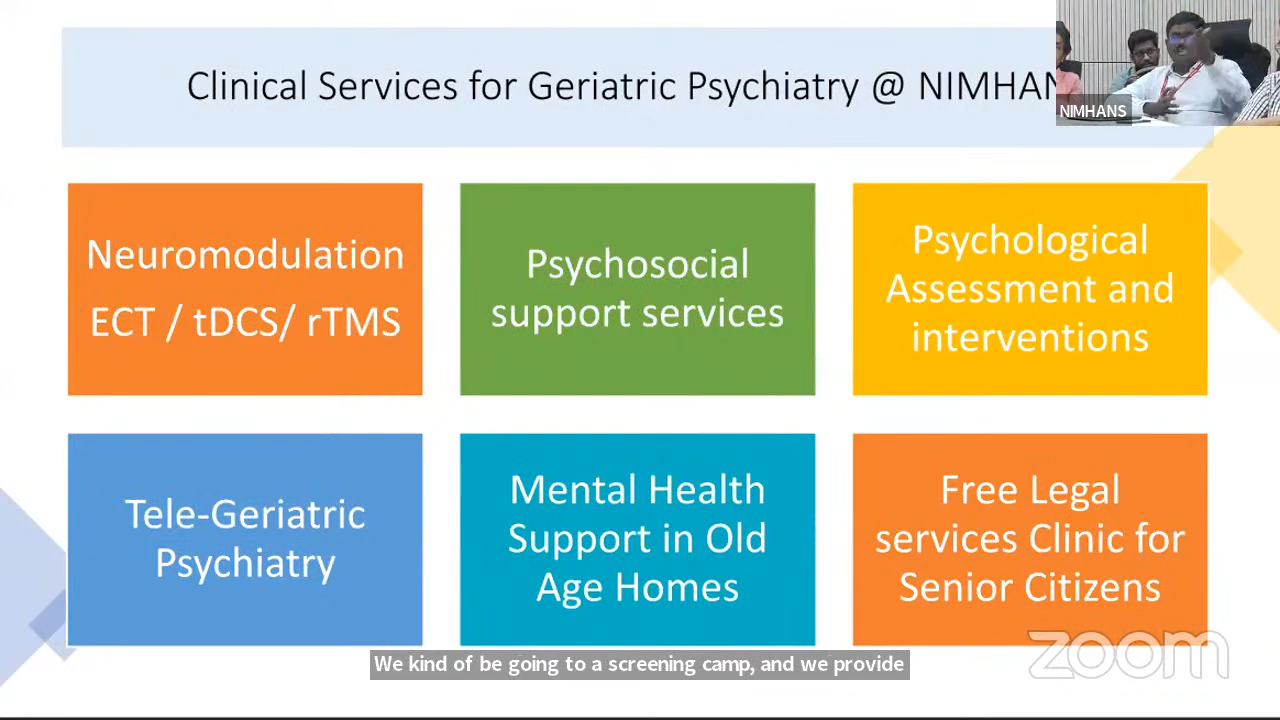 Clinical Services for Geriatric Psychiatry @ NIMHAN
NIMHANS
Neuromodulation
ECT / tDCS/ rTMS
Psychosocial
support services
Psychological
Assessment and
interventions
Tele-Geriatric
Psychiatry
Mental Health
Support in Old
Age Homes
Free Legal
services Clinic for
Senior Citizens
We kind of be going to a screening camp, and we provide
zoom